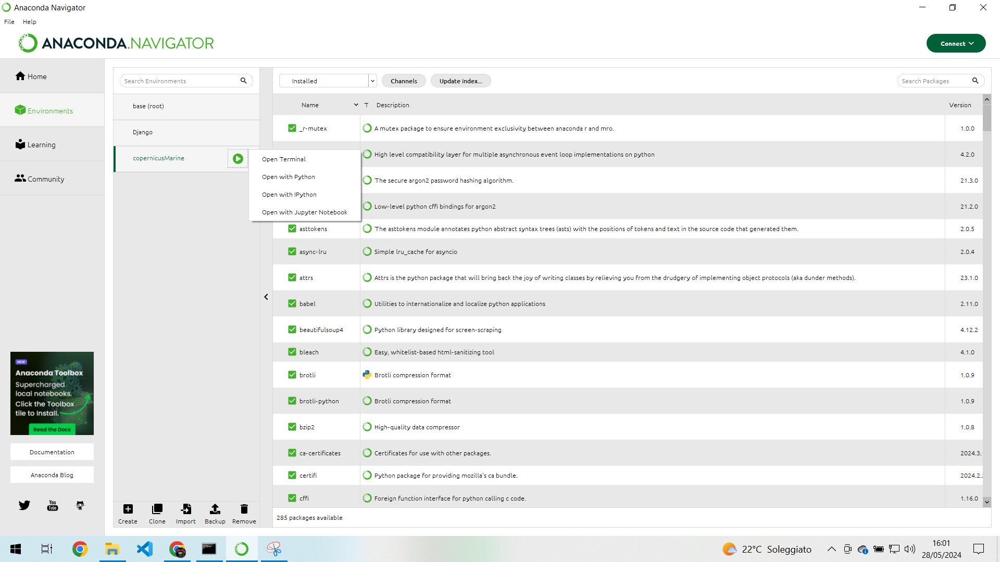 Anaconda Navigator
File Help
ANACONDA.NAVIGATOR
Connect
Home
Environments
Learning
Community
Search Environments
base (root)
Django
copernicusMarine
Open Terminal
Open with Python
Open with IPython
Open with Jupyter Notebook
Installed
Channels
Update index...
Search Packages
Name T Description Version
_r-mutex A mutex package to ensure environment exclusivity between anaconda r and mro. 1.0.0
High level compatibility layer for multiple asynchronous event loop implementations on python 4.2.0
The secure argon2 password hashing algorithm. 21.3.0
Low-level python cffi bindings for argon2 21.2.0
asttokens The asttokens module annotates python abstract syntax trees (asts) with the positions of tokens and text in the source code that generated them. 2.0.5
async-lru Simple lru_cache for asyncio 2.0.4
attrs Attrs is the python package that will bring back the joy of writing classes by relieving you from the drudgery of implementing object protocols (aka dunder methods). 23.1.0
babel Utilities to internationalize and localize python applications 2.11.0
beautifulsoup4 Python library designed for screen-scraping 4.12.2
bleach Easy, whitelist-based html-sanitizing tool 4.1.0
brotli Brotli compression format 1.0.9
brotli-python Brotli compression format 1.0.9
bzip2 High-quality data compressor 1.0.8
ca-certificates Certificates for use with other packages. 2024.3.
certifi Python package for providing mozilla's ca bundle. 2024.2.
cffi Foreign function interface for python calling c code. 1.16.0
285 packages available
NEW
Anaconda Toolbox
Supercharged
local notebooks.
Click the Toolbox
tile to Install.
Read the Docs
Documentation
Anaconda Blog
You
Tube
Create Clone Import Backup Remove
22°C Soleggiato
16:01
28/05/2024